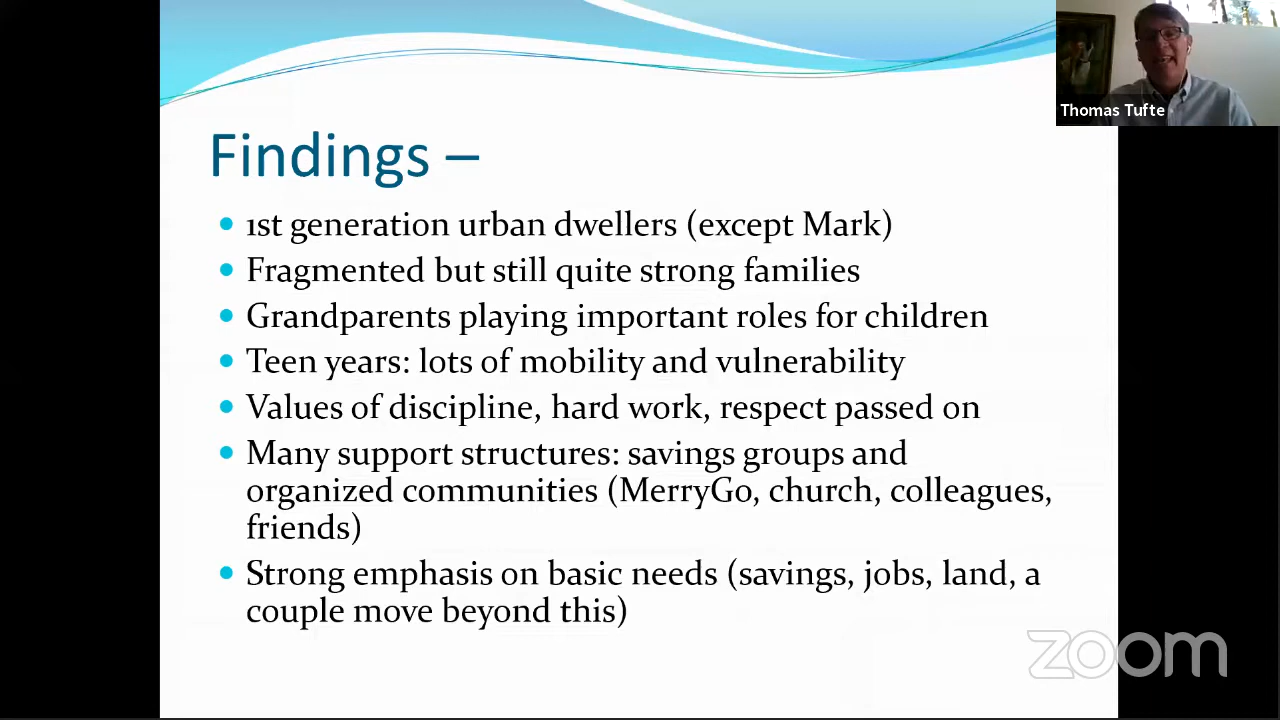 Thomas Tufte
Findings –
1st generation urban dwellers (except Mark)
Fragmented but still quite strong families
Grandparents playing important roles for children
Teen years: lots of mobility and vulnerability
Values of discipline, hard work, respect passed on
Many support structures: savings groups and
organized communities (MerryGo, church, colleagues,
friends)
Strong emphasis on basic needs (savings, jobs, land, a
couple move beyond this)
zoom